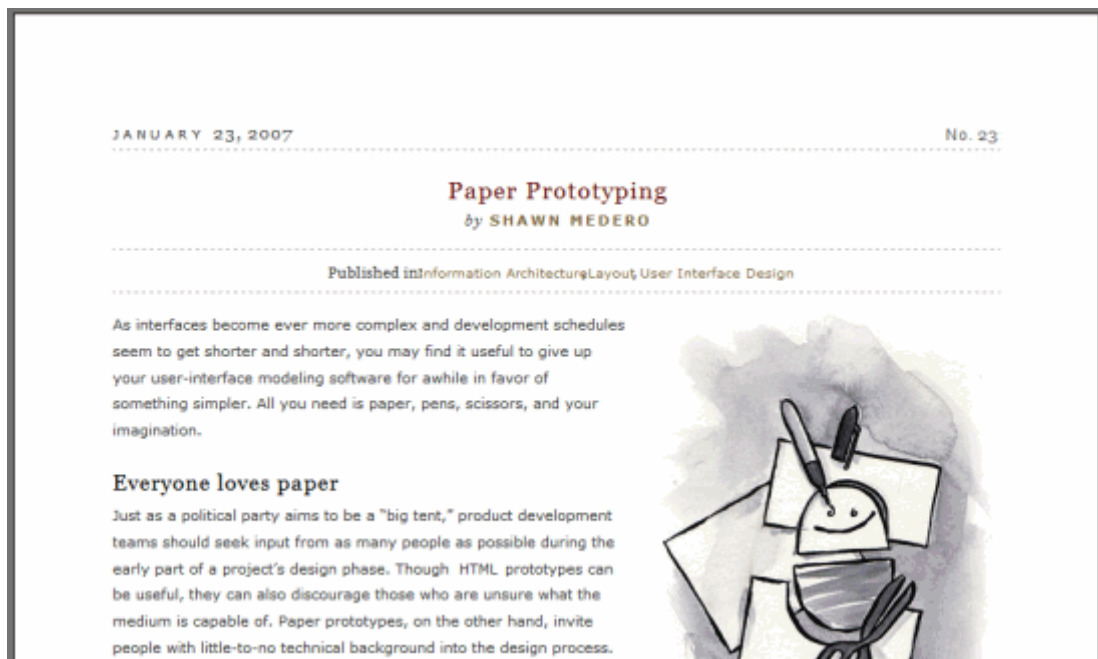 JANUARY 23, 2007
No. 23
Paper Prototyping
by SHAWN MEDERO
Published in: Information Architecture, Layout, User Interface Design
As interfaces become ever more complex and development schedules
seem to get shorter and shorter, you may find it useful to give up
your user-interface modeling software for awhile in favor of
something simpler. All you need is paper, pens, scissors, and your
imagination.
Everyone loves paper
Just as a political party aims to be a “big tent,” product development
teams should seek input from as many people as possible during the
early part of a project’s design phase. Though HTML prototypes can
be useful, they can also discourage those who are unsure what the
medium is capable of. Paper prototypes, on the other hand, invite
people with little-to-no technical background into the design process.